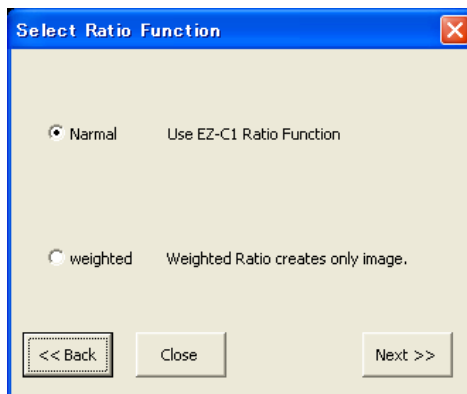 Select Ratio Function
Narmal Use EZ-C1 Ratio Function
weighted Weighted Ratio creates only image.
<< Back Close Next >>